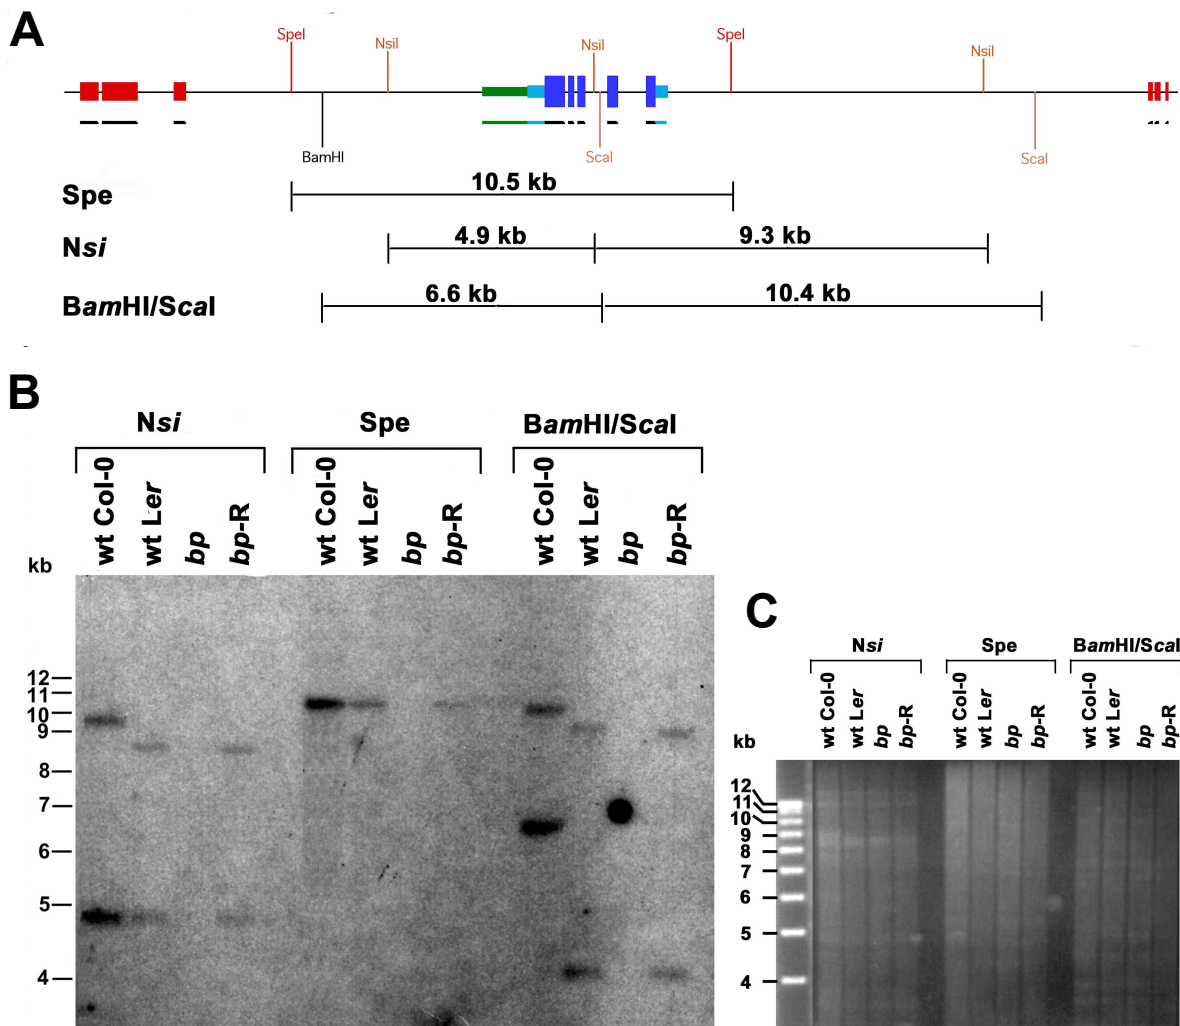 A
SpeI
NsiI
NsiI
SpeI
NsiI
BamHI
ScaI
ScaI
Spe
10.5 kb
Nsi
4.9 kb
9.3 kb
BamHI/ScaI
6.6 kb
10.4 kb
B
Nsi
Spe
BamHI/ScaI
wt Col-0
wt Ler
bp
bp-R
wt Col-0
wt Ler
bp
bp-R
wt Col-0
wt Ler
bp
bp-R
kb
12
11
10
9
8
7
6
5
4
C
Nsi
Spe
BamHI/ScaI
wt Col-0
wt Ler
bp
bp-R
wt Col-0
wt Ler
bp
bp-R
wt Col-0
wt Ler
bp
bp-R
kb
12
11
10
9
8
7
6
5
4